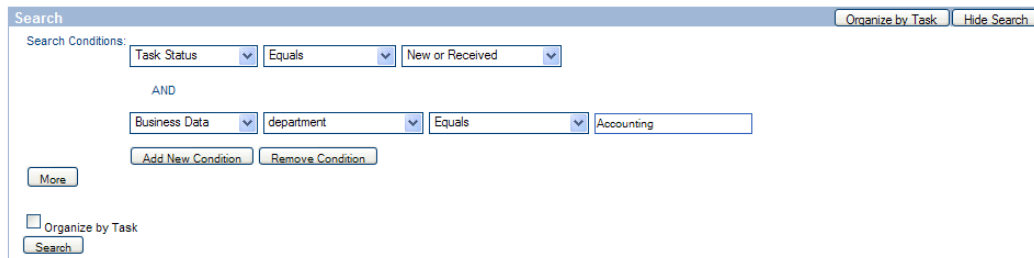 Search Organize by Task Hide Search
Search Conditions:
Task Status Equals New or Received
AND
Business Data department Equals Accounting
Add New Condition Remove Condition
More
Organize by Task
Search